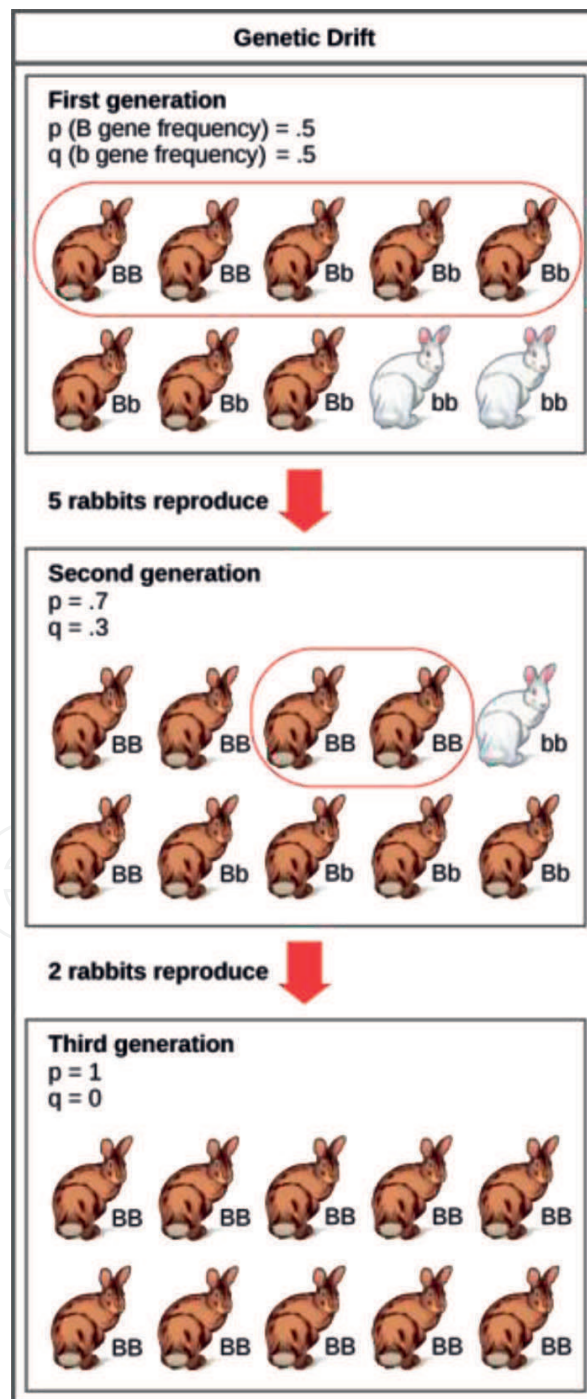 Genetic Drift
First generation
p (B gene frequency) = .5
q (b gene frequency) = .5
BB BB Bb Bb Bb
Bb Bb Bb bb bb
5 rabbits reproduce
Second generation
p = .7
q = .3
BB BB BB BB bb
BB Bb Bb Bb Bb
2 rabbits reproduce
Third generation
p = 1
q = 0
BB BB BB BB BB
BB BB BB BB BB